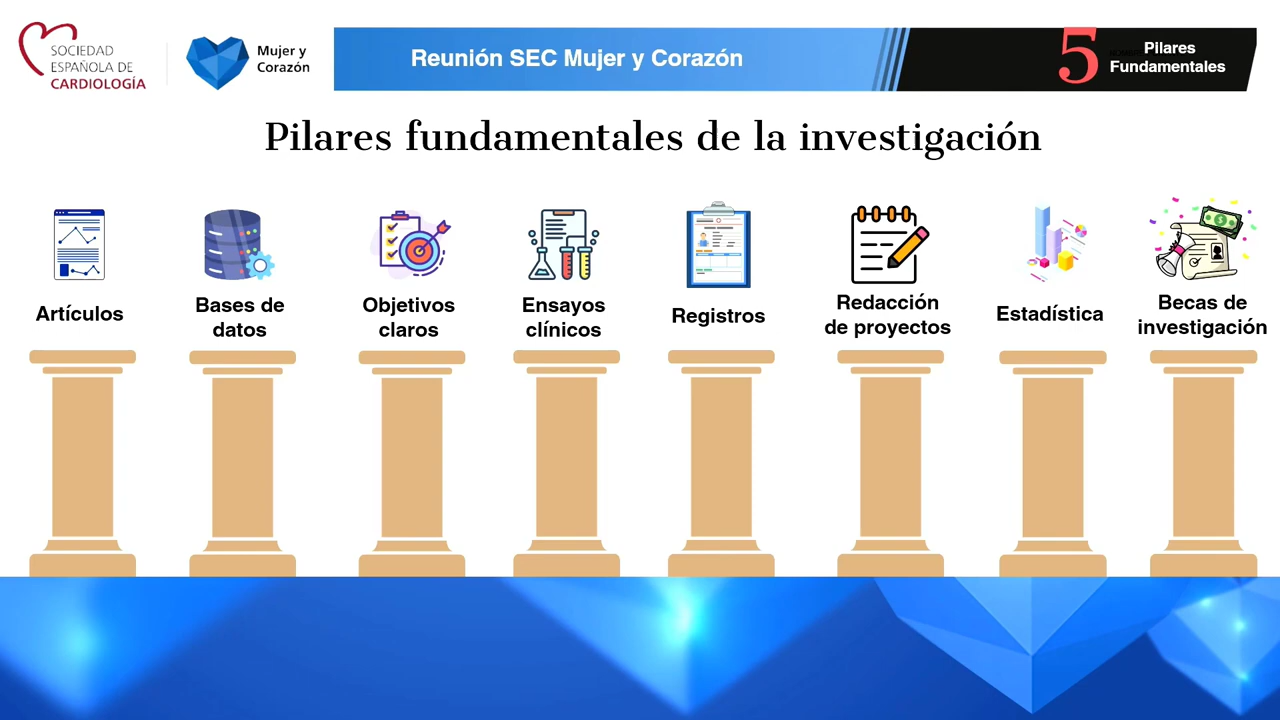 SOCIEDAD
ESPAÑOLA DE
CARDIOLOGÍA
Mujer y
Corazón
Reunión SEC Mujer y Corazón
5
Pilares
Fundamentales
Pilares fundamentales de la investigación
Artículos
Bases de
datos
Objetivos
claros
Ensayos
clínicos
Registros
Redacción
de proyectos
Estadística
Becas de
investigación